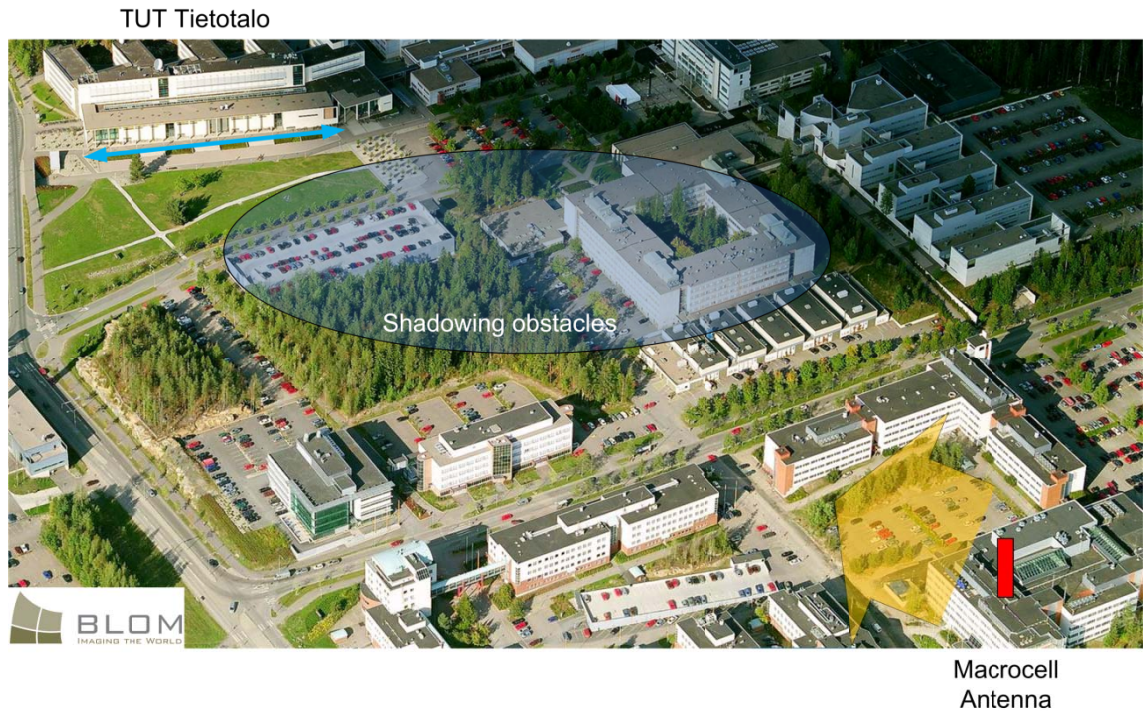 TUT Tietotalo
Shadowing obstacles
BLOM
IMAGING THE WORLD
Macrocell
Antenna